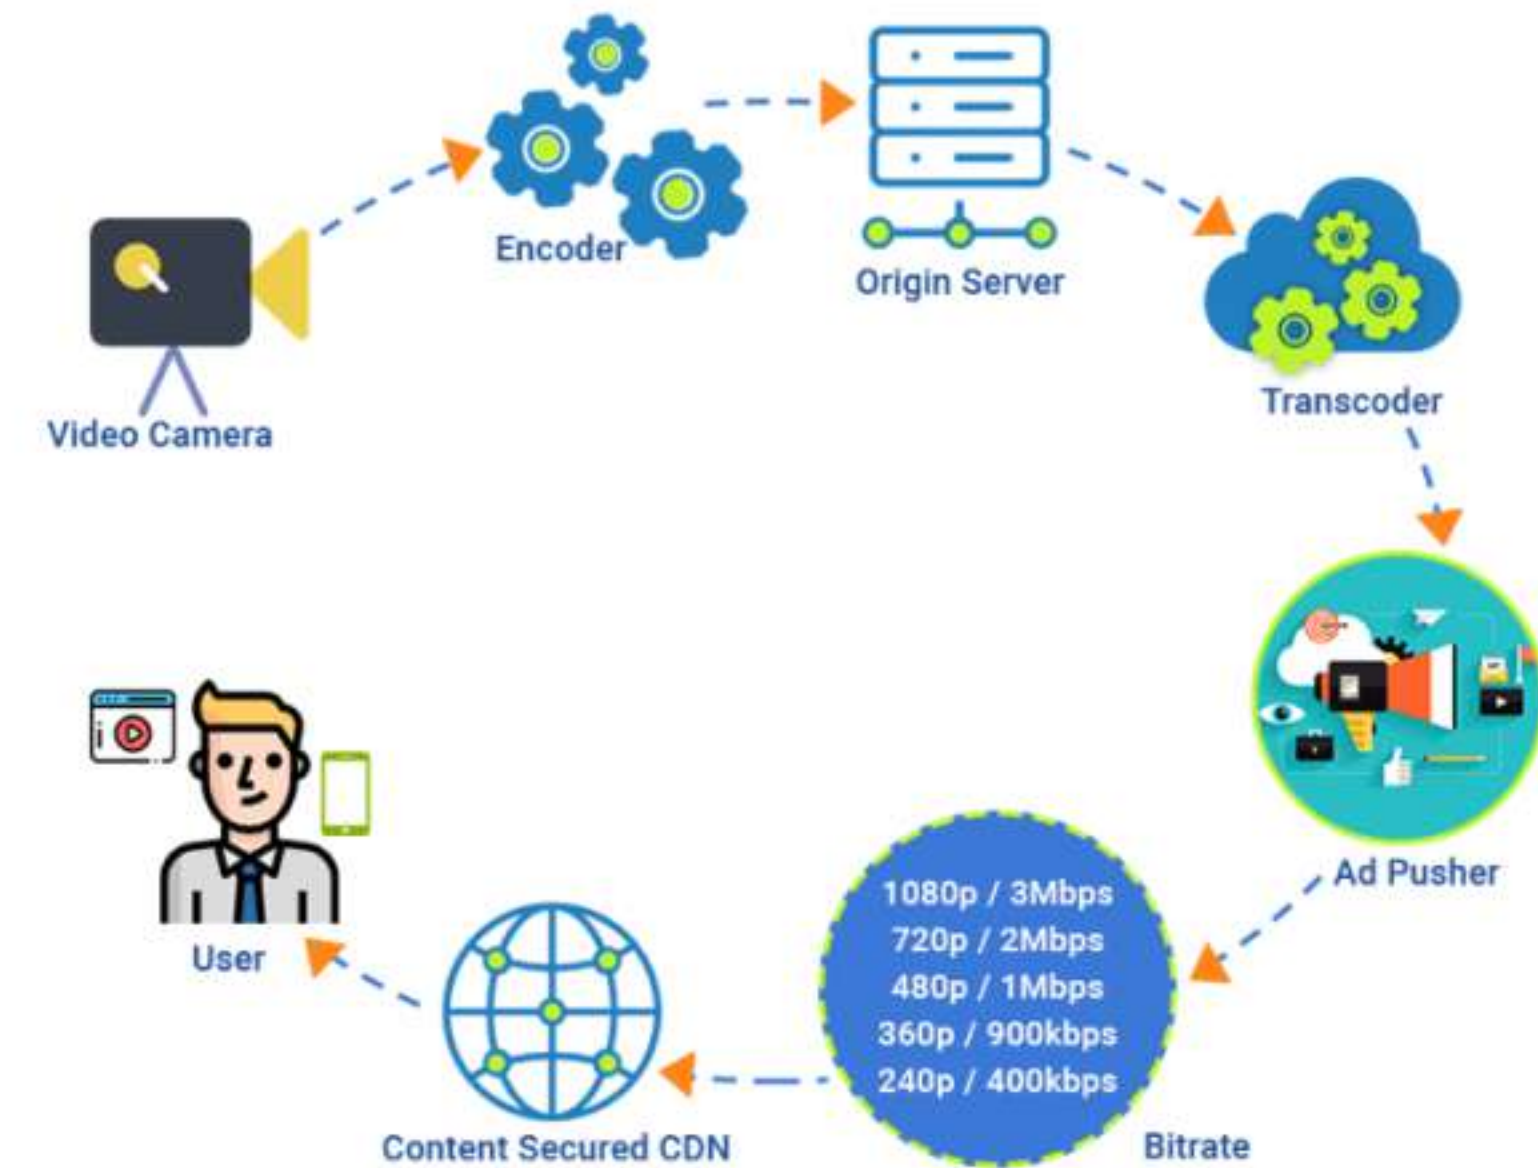 Video Camera
Encoder
Origin Server
Transcoder
Ad Pusher
1080p / 3Mbps
720p / 2Mbps
480p / 1Mbps
360p / 900kbps
240p / 400kbps
Bitrate
Content Secured CDN
User